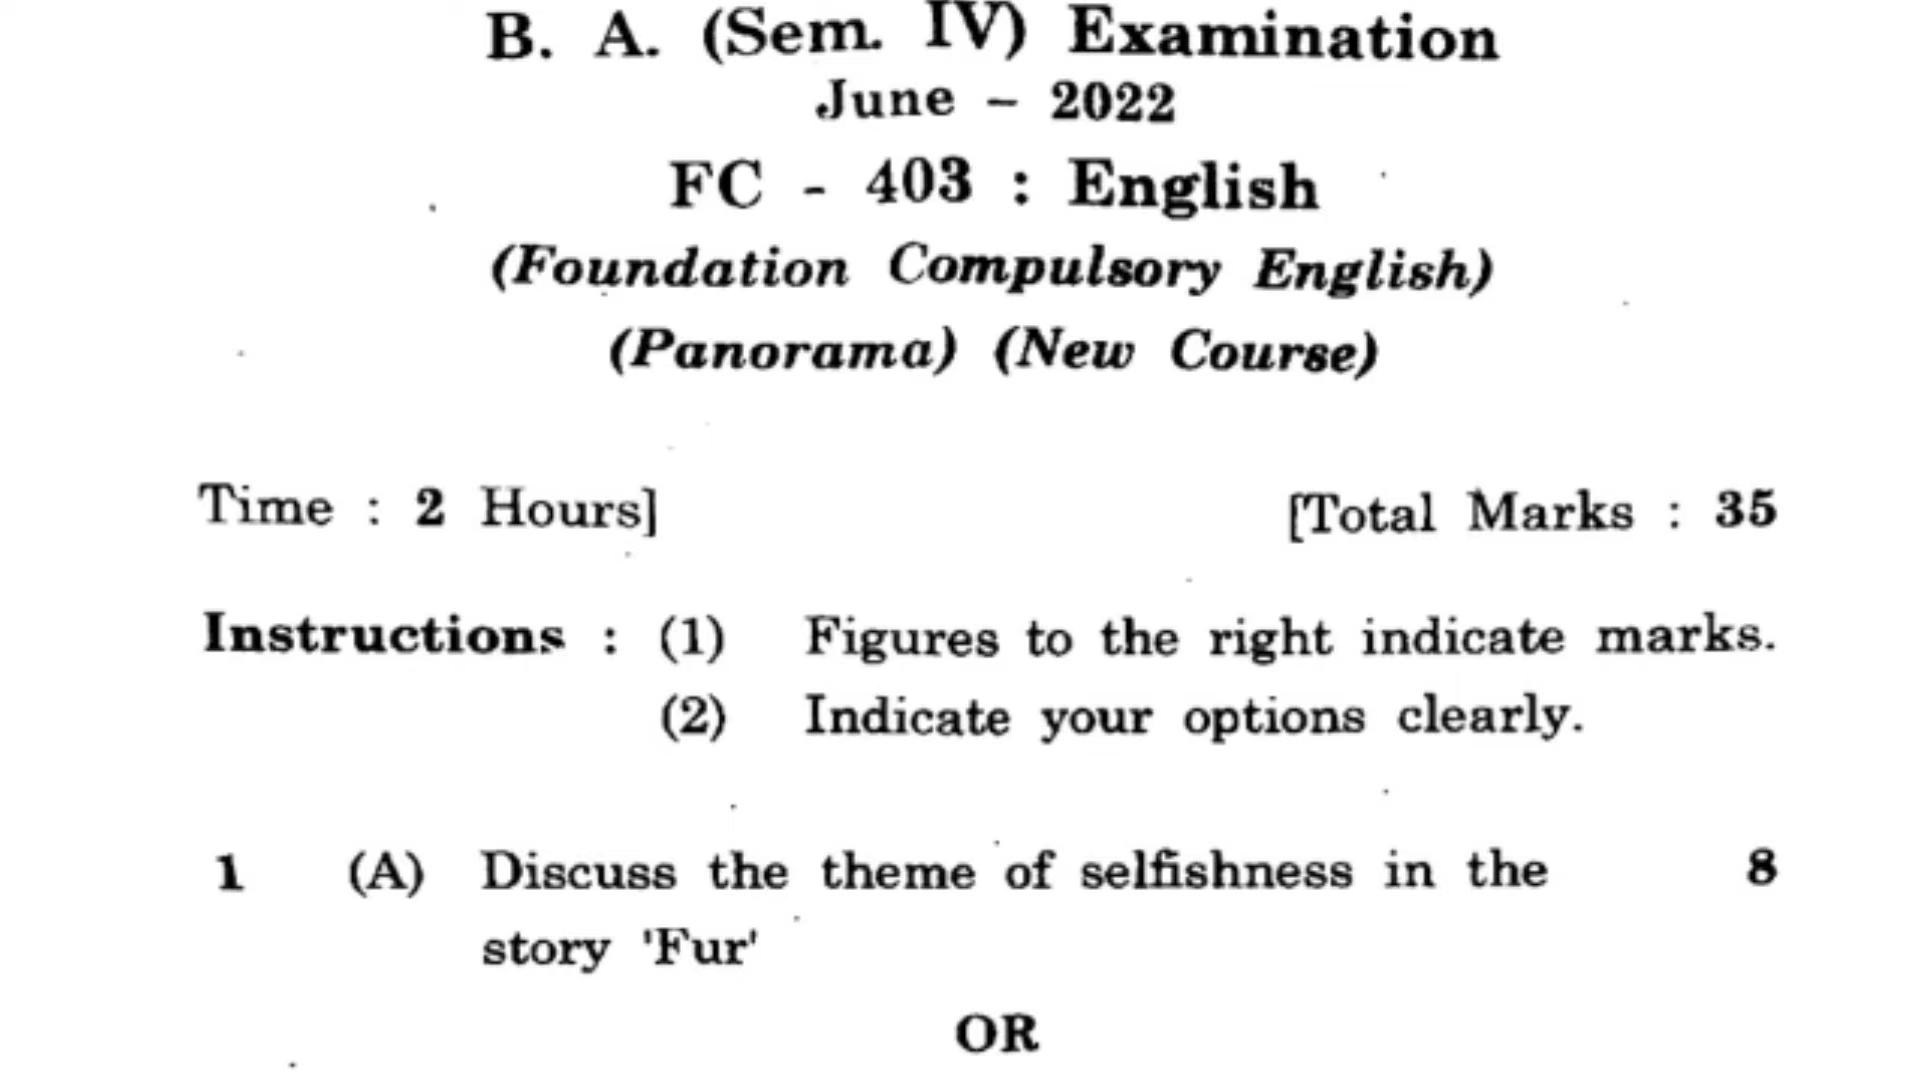 B. A. (Sem. IV) Examination
June – 2022
FC - 403 : English
(Foundation Compulsory English)
(Panorama) (New Course)
Time : 2 Hours] [Total Marks : 35
Instructions : (1) Figures to the right indicate marks.
(2) Indicate your options clearly.
1 (A) Discuss the theme of selfishness in the 8
story 'Fur'
OR